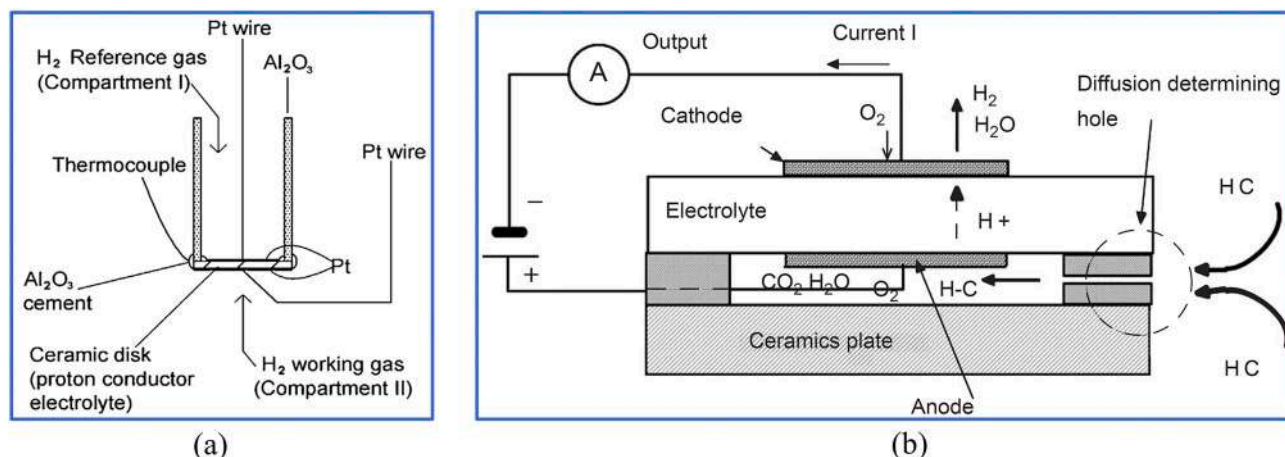 Pt wire
H2 Reference gas
(Compartment I)
Al2O3
Thermocouple
Pt wire
Pt
Al2O3
cement
Ceramic disk
(proton conductor
electrolyte)
H2 working gas
(Compartment II)
(a)
Output
Current I
A
Cathode
O2
H2
H2O
Diffusion determining
hole
Electrolyte
H +
HC
−
+
CO2 H2O
O2
H-C
Ceramics plate
HC
Anode
(b)